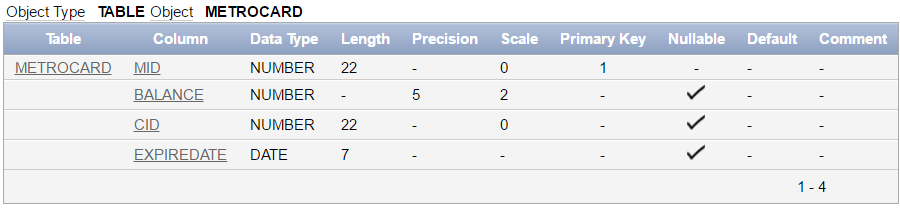 Object Type TABLE Object METROCARD
Table Column Data Type Length Precision Scale Primary Key Nullable Default Comment
METROCARD MID NUMBER 22 - 0 1 - - -
BALANCE NUMBER - 5 2 - ✓ - -
CID NUMBER 22 - 0 - ✓ - -
EXPIREDATE DATE 7 - - - ✓ - -
1 - 4